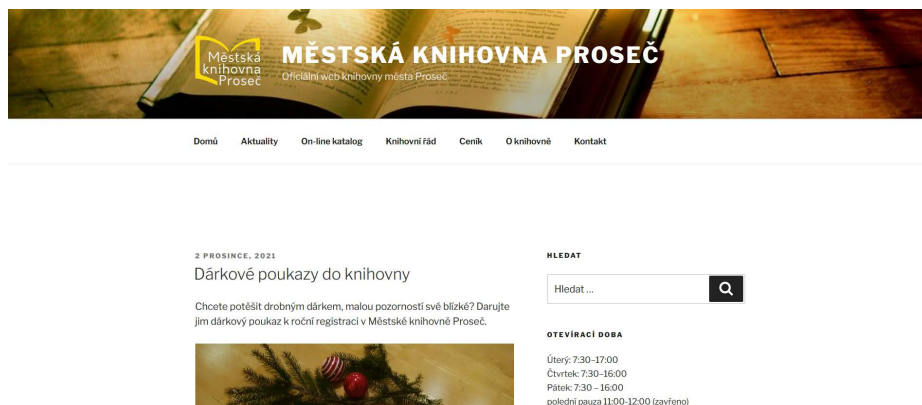 Městská
knihovna
Proseč
MĚSTSKÁ KNIHOVNA PROSEČ
Oficiální web knihovny města Proseč
Domů Aktuality On-line katalog Knihovní řád Ceník O knihovně Kontakt
2 PROSINCE, 2021
Dárkové poukazy do knihovny
Chcete potěšit drobným dárkem, malou pozorností své blízké? Darujte
jim dárkový poukaz k roční registraci v Městské knihovně Proseč.
HLEDAT
Hledat …
OTEVÍRACÍ DOBA
Úterý: 7:30–17:00
Čtvrtek: 7:30–16:00
Pátek: 7:30 – 16:00
polední pauza 11:00-12:00 (zavřeno)